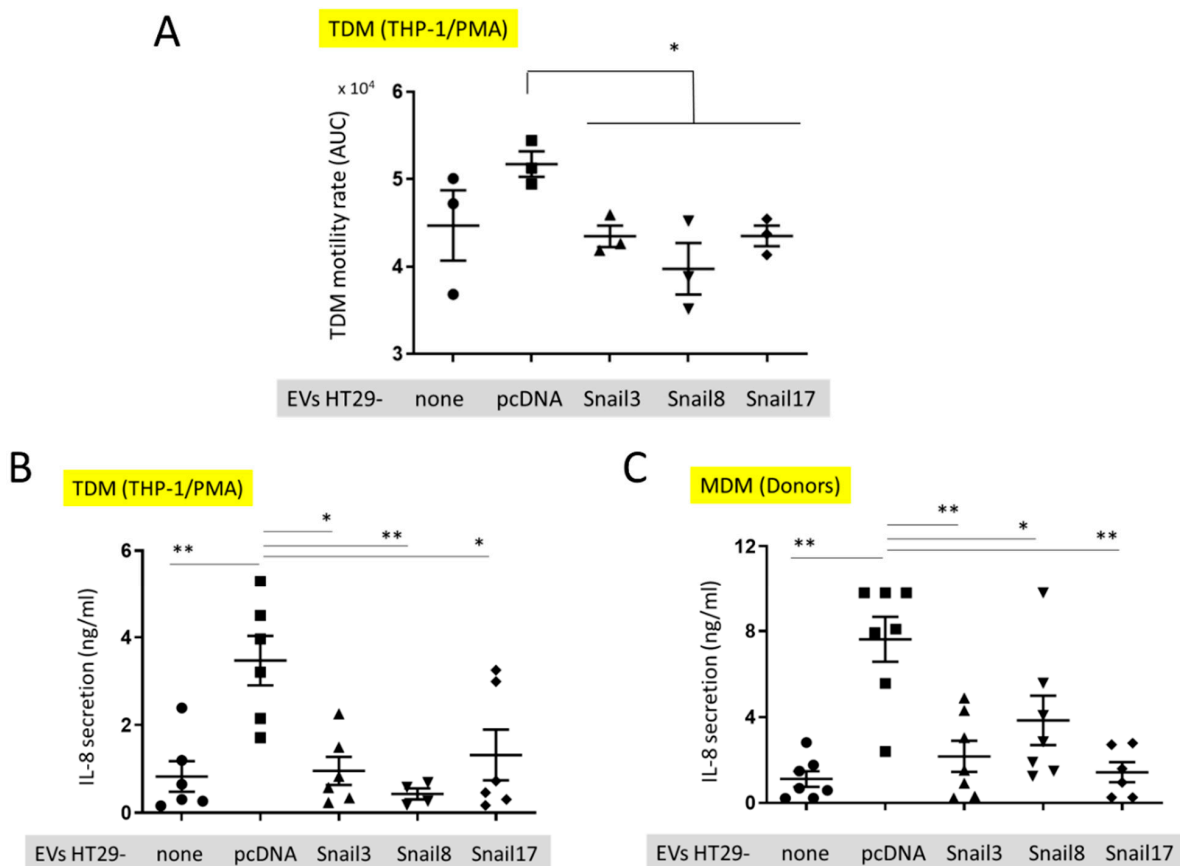 A
TDM (THP-1/PMA)
x 10⁴
*
6
5
4
3
TDM motility rate (AUC)
EVs HT29- none pcDNA Snail3 Snail8 Snail17
B
TDM (THP-1/PMA)
** * ** *
6
4
2
0
IL-8 secretion (ng/ml)
EVs HT29- none pcDNA Snail3 Snail8 Snail17
C
MDM (Donors)
** ** * **
12
8
4
0
IL-8 secretion (ng/ml)
EVs HT29- none pcDNA Snail3 Snail8 Snail17